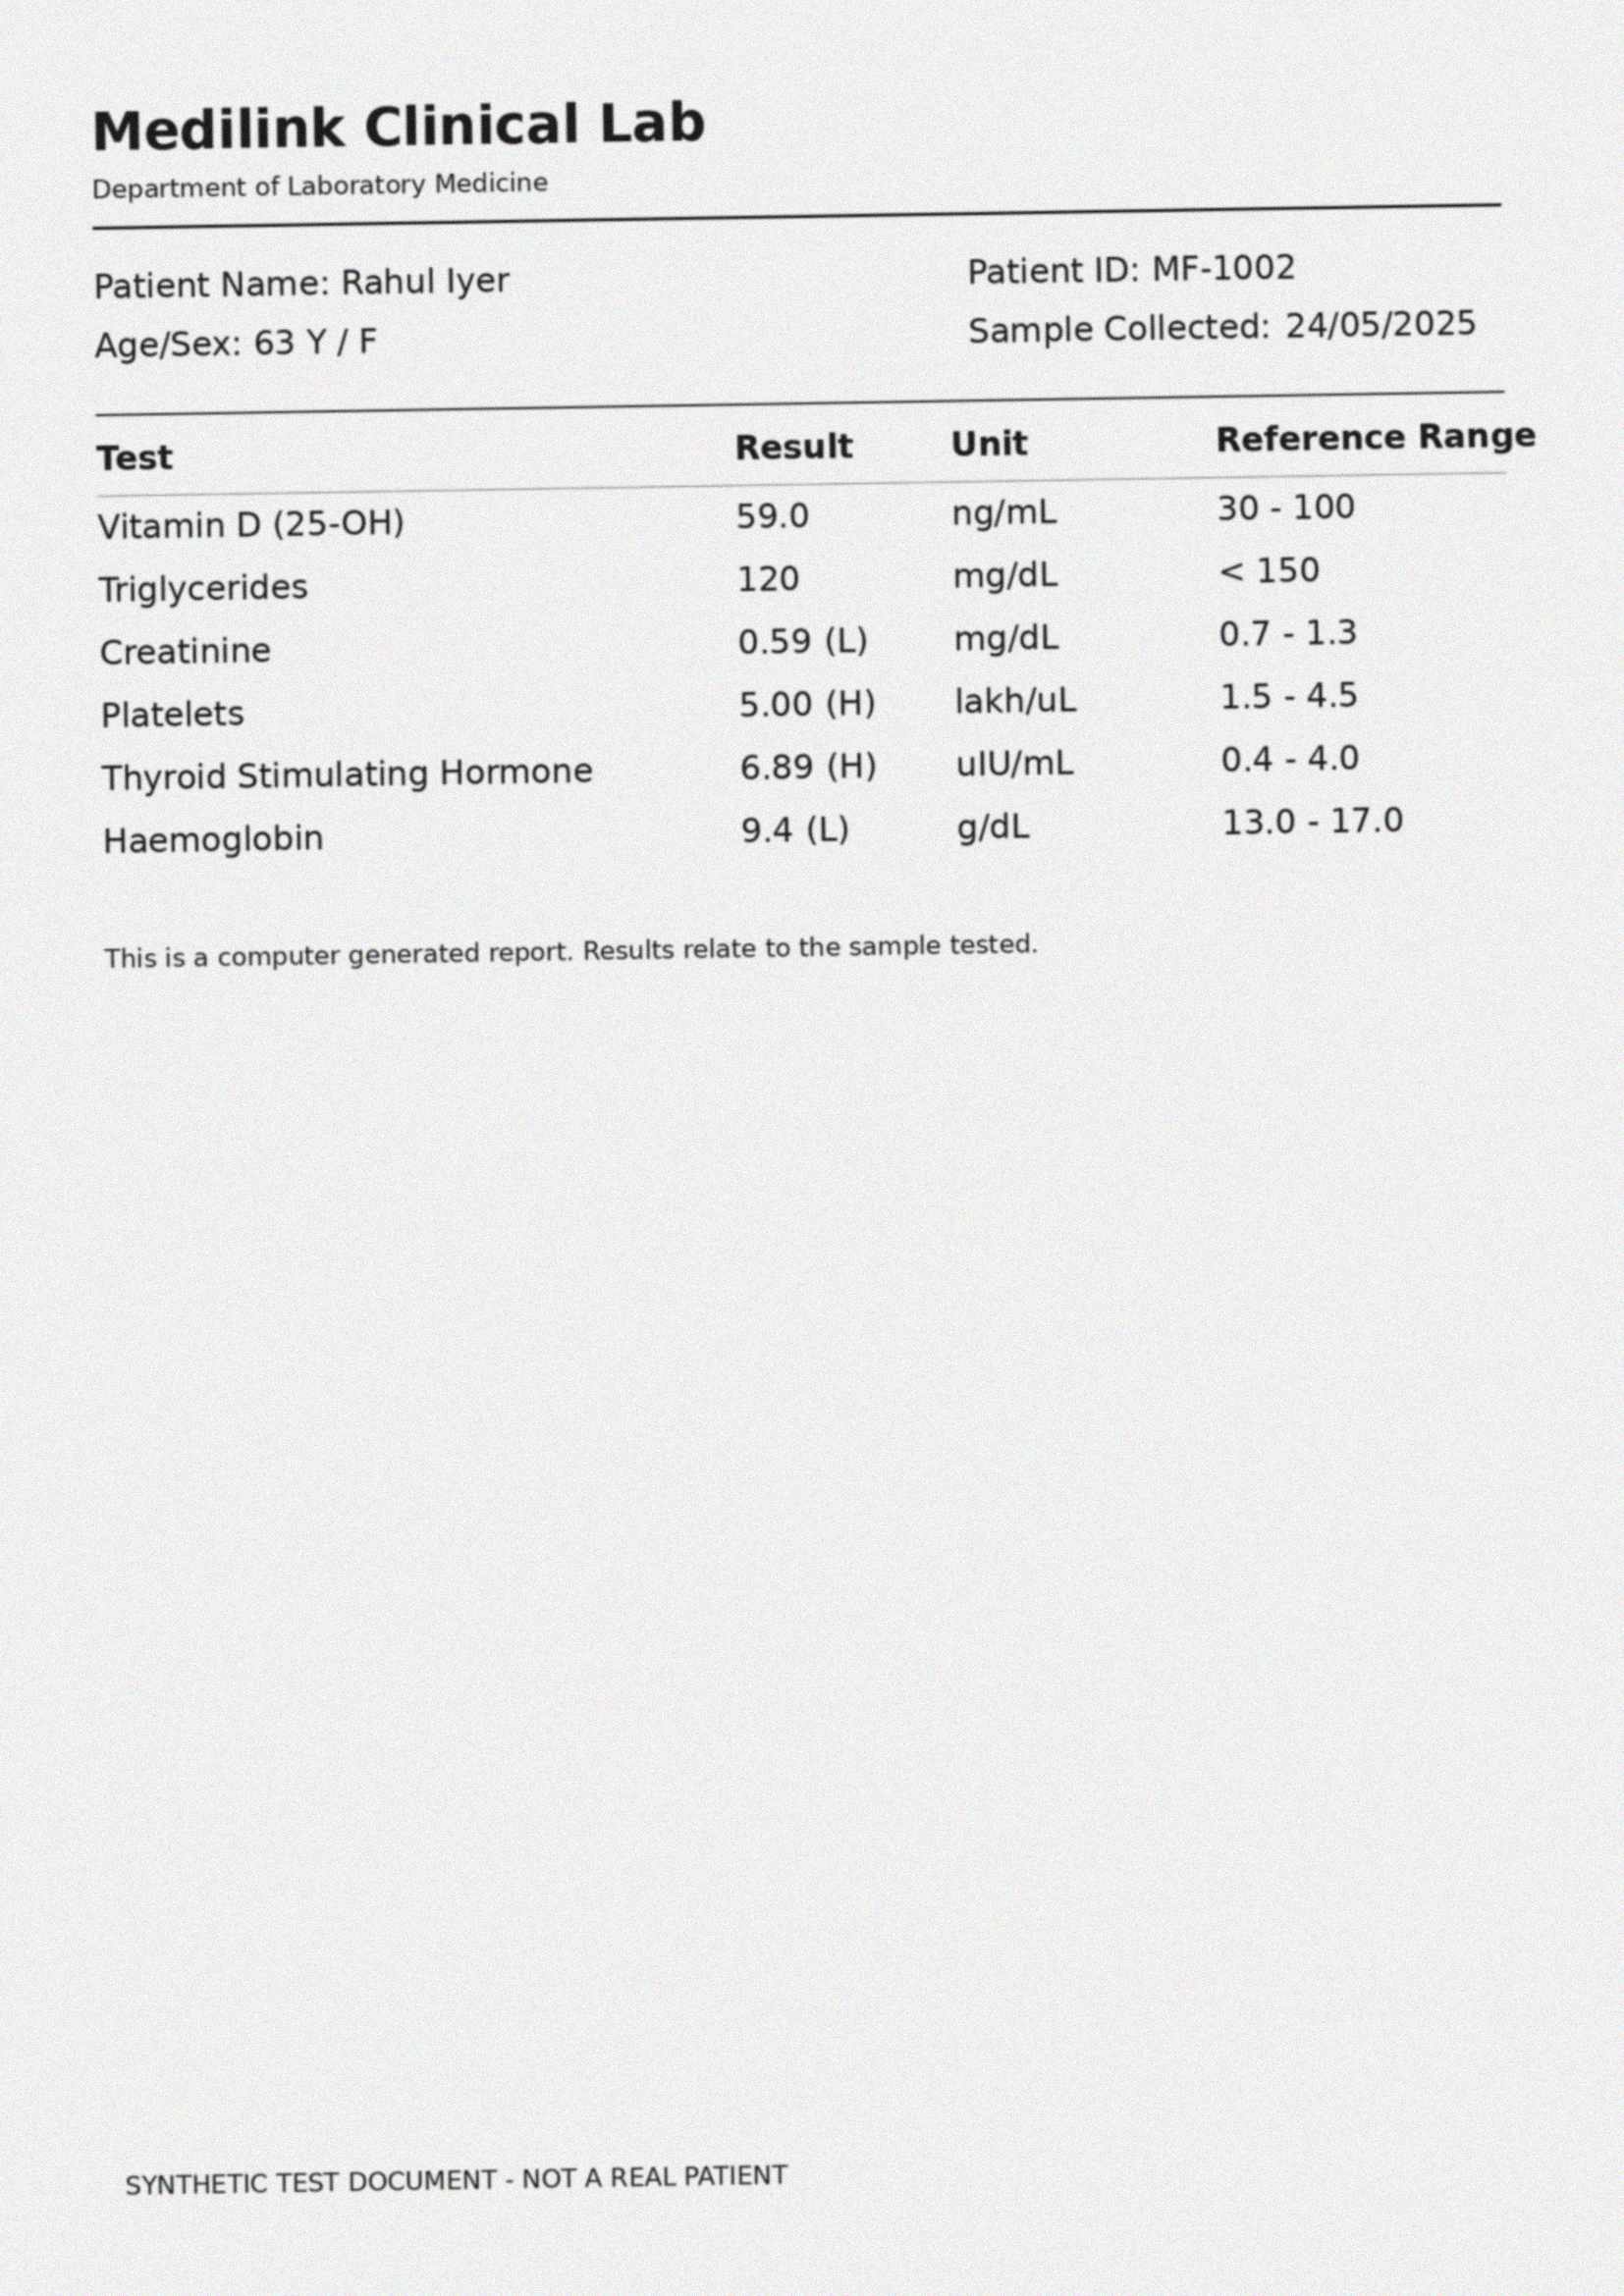 Medilink Clinical Lab
Department of Laboratory Medicine
Patient Name: Rahul Iyer Patient ID: MF-1002
Age/Sex: 63 Y / F Sample Collected: 24/05/2025
Test Result Unit Reference Range
Vitamin D (25-OH) 59.0 ng/mL 30 - 100
Triglycerides 120 mg/dL < 150
Creatinine 0.59 (L) mg/dL 0.7 - 1.3
Platelets 5.00 (H) lakh/uL 1.5 - 4.5
Thyroid Stimulating Hormone 6.89 (H) uIU/mL 0.4 - 4.0
Haemoglobin 9.4 (L) g/dL 13.0 - 17.0
This is a computer generated report. Results relate to the sample tested.
SYNTHETIC TEST DOCUMENT - NOT A REAL PATIENT